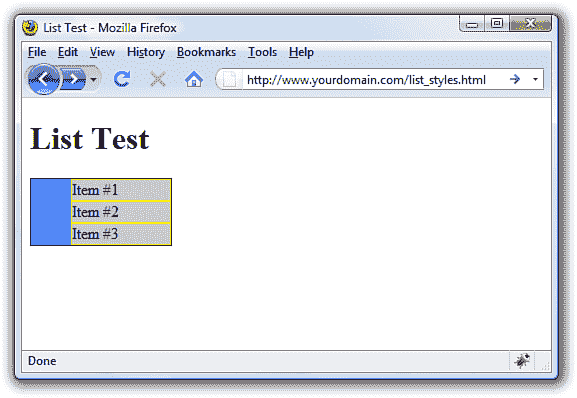 List Test - Mozilla Firefox
File Edit View History Bookmarks Tools Help
http://www.yourdomain.com/list_styles.html
List Test
Item #1
Item #2
Item #3
Done